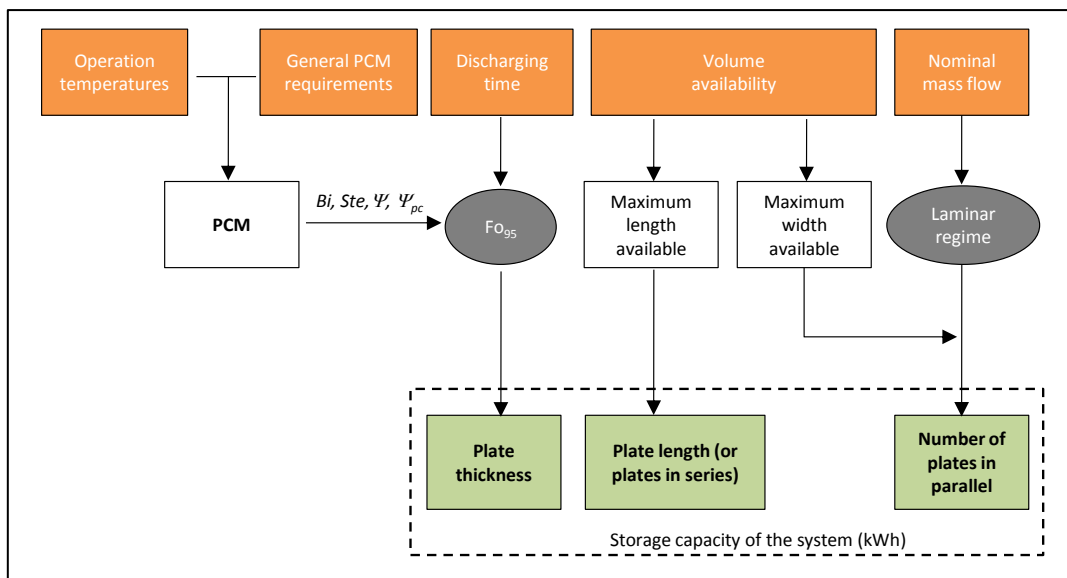 Operation
temperatures
General PCM
requirements
Discharging
time
Volume
availability
Nominal
mass flow
PCM
Bi, Ste, Ψ, Ψpc
Fo95
Maximum
length
available
Maximum
width
available
Laminar
regime
Plate
thickness
Plate length (or
plates in series)
Number of
plates in
parallel
Storage capacity of the system (kWh)